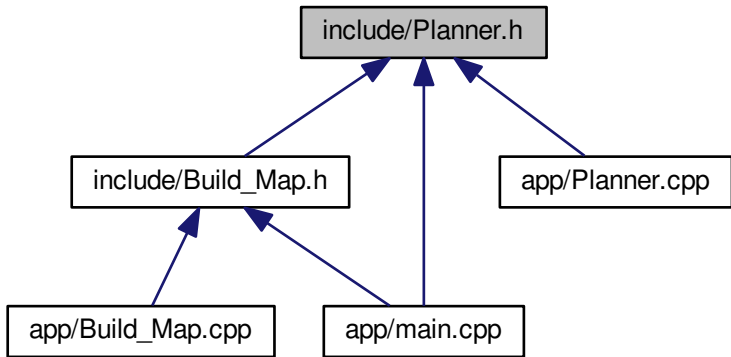 include/Planner.h
include/Build_Map.h
app/Planner.cpp
app/Build_Map.cpp
app/main.cpp